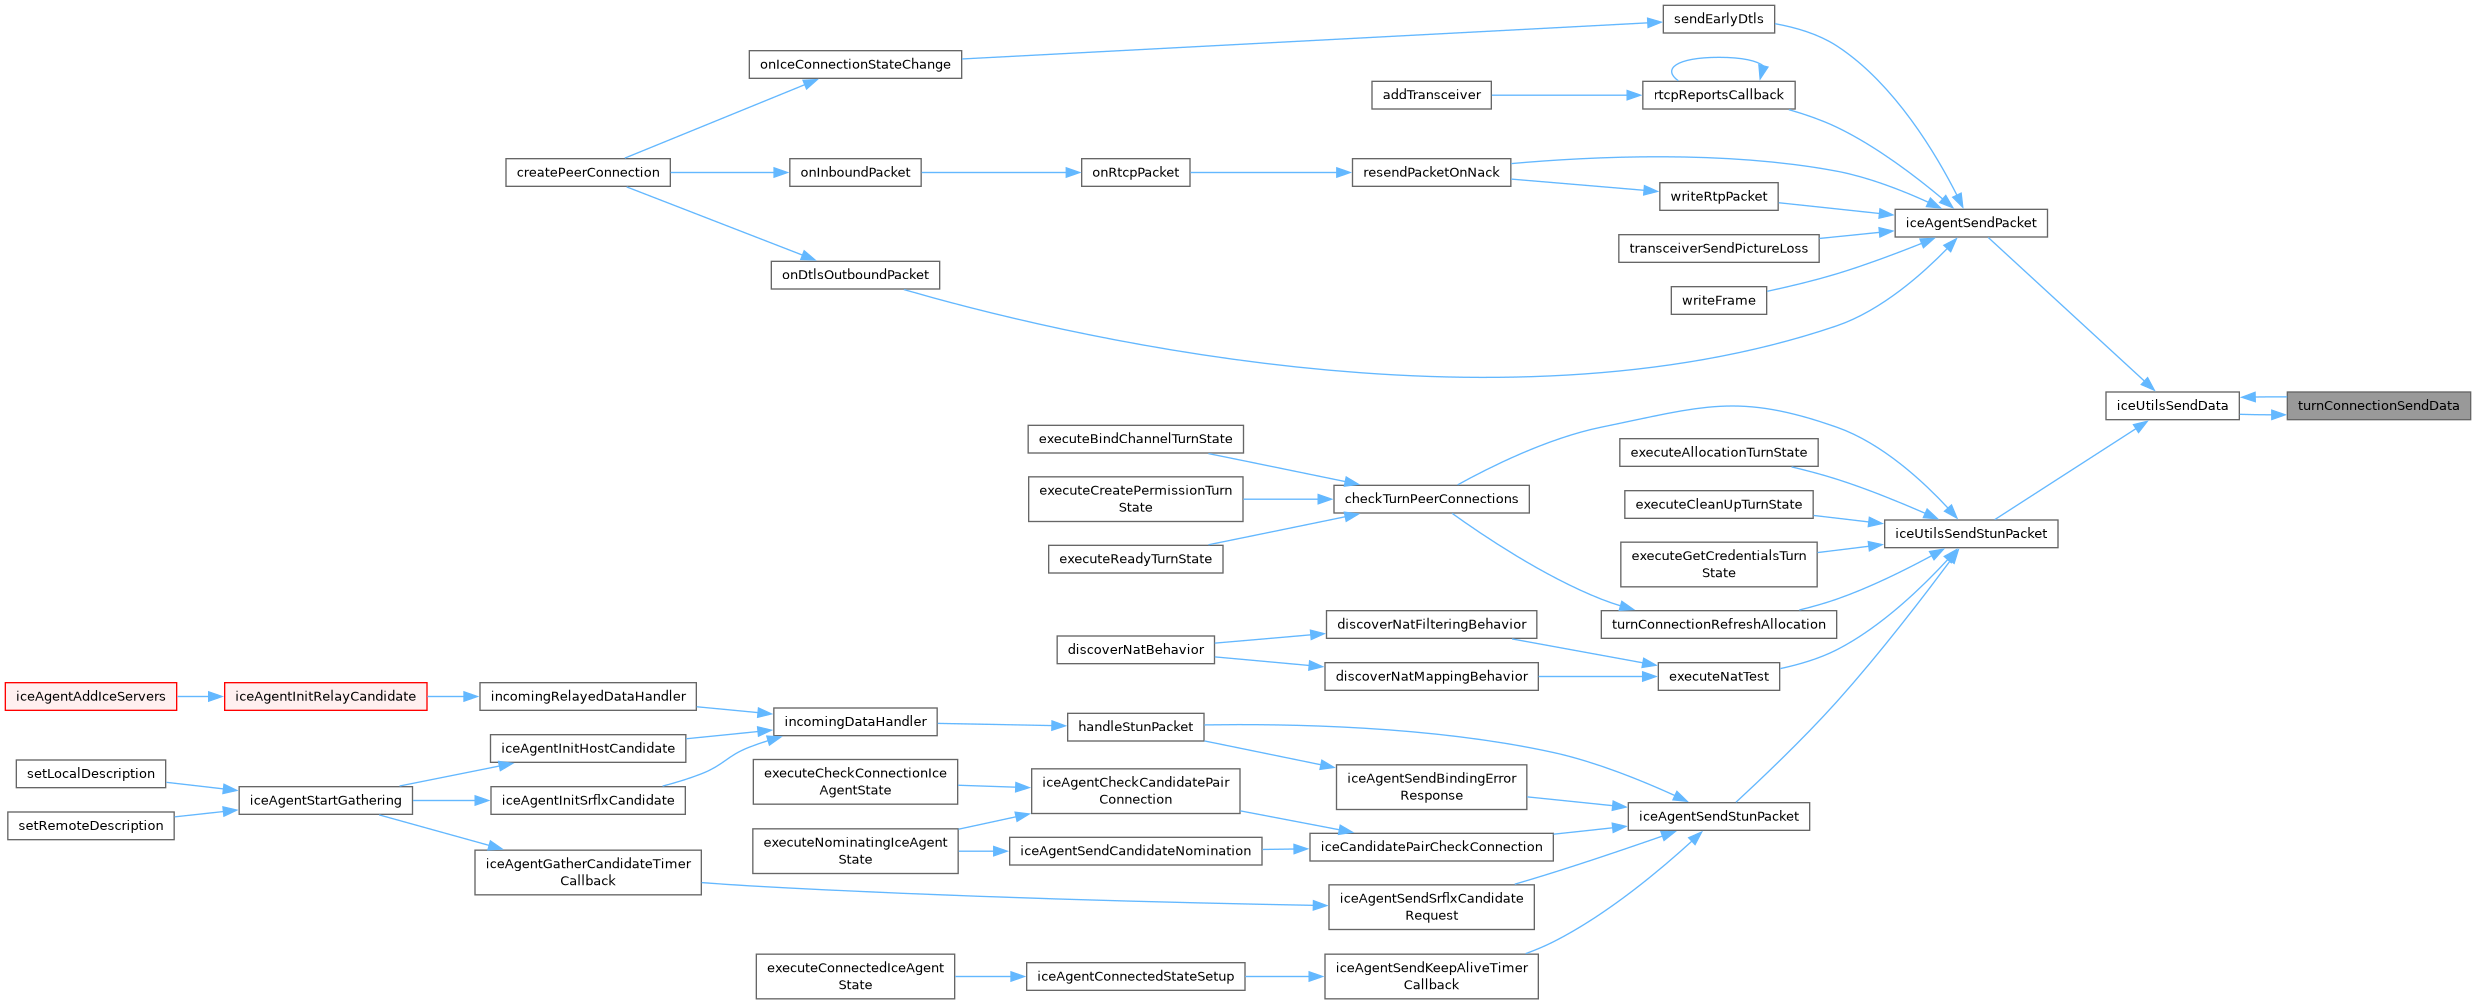 sendEarlyDtls
onIceConnectionStateChange
addTransceiver
rtcpReportsCallback
createPeerConnection
onInboundPacket
onRtcpPacket
resendPacketOnNack
writeRtpPacket
iceAgentSendPacket
transceiverSendPictureLoss
onDtlsOutboundPacket
writeFrame
iceUtilsSendData
turnConnectionSendData
executeBindChannelTurnState
executeAllocationTurnState
executeCreatePermissionTurn
State
checkTurnPeerConnections
executeCleanUpTurnState
iceUtilsSendStunPacket
executeReadyTurnState
executeGetCredentialsTurn
State
discoverNatFilteringBehavior
turnConnectionRefreshAllocation
discoverNatBehavior
discoverNatMappingBehavior
executeNatTest
iceAgentAddIceServers
iceAgentInitRelayCandidate
incomingRelayedDataHandler
incomingDataHandler
handleStunPacket
iceAgentInitHostCandidate
setLocalDescription
executeCheckConnectionIce
AgentState
iceAgentCheckCandidatePair
Connection
iceAgentSendBindingError
Response
iceAgentStartGathering
iceAgentInitSrflxCandidate
iceAgentSendStunPacket
setRemoteDescription
executeNominatingIceAgent
State
iceAgentSendCandidateNomination
iceCandidatePairCheckConnection
iceAgentGatherCandidateTimer
Callback
iceAgentSendSrflxCandidate
Request
executeConnectedIceAgent
State
iceAgentConnectedStateSetup
iceAgentSendKeepAliveTimer
Callback